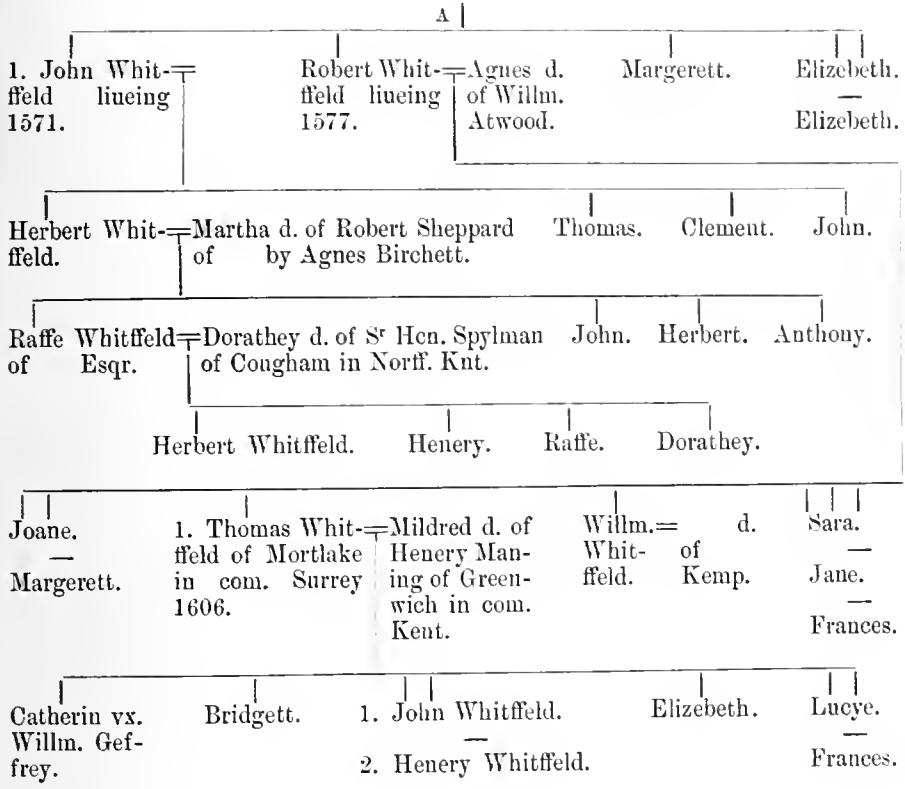 A
1. John Whit-
ffeld liueing
1571.
Robert Whit-
ffeld liueing
1577.
Agnes d.
of Willm.
Atwood.
Margerett.
Elizebeth.
—
Elizebeth.
Herbert Whit-
ffeld.
Martha d. of Robert Sheppard
of by Agnes Birchett.
Thomas.
Clement.
John.
Raffe Whitffeld
of Esqr.
Dorathey d. of Sr Hen. Spylman
of Congham in Norff. Knt.
John.
Herbert.
Anthony.
Herbert Whitffeld.
Henery.
Raffe.
Dorathey.
Joane.
—
Margerett.
1. Thomas Whit-
ffeld of Mortlake
in com. Surrey
1606.
Mildred d. of
Henery Man-
ing of Green-
wich in com.
Kent.
Willm.
Whit-
ffeld.
d.
of
Kemp.
Sara.
—
Jane.
—
Frances.
Catherin vx.
Willm. Gef-
frey.
Bridgett.
1. John Whitffeld.
—
2. Henery Whitffeld.
Elizebeth.
Lucye.
—
Frances.